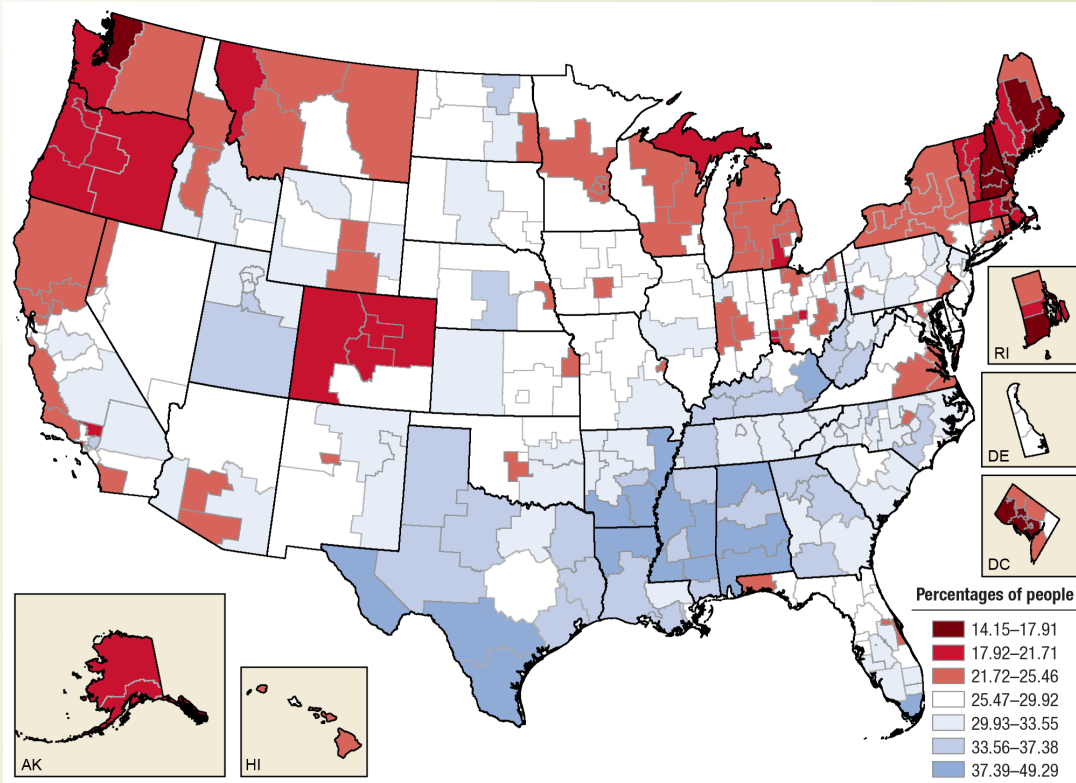 RI
DE
DC
AK
HI
Percentages of people
14.15–17.91
17.92–21.71
21.72–25.46
25.47–29.92
29.93–33.55
33.56–37.38
37.39–49.29